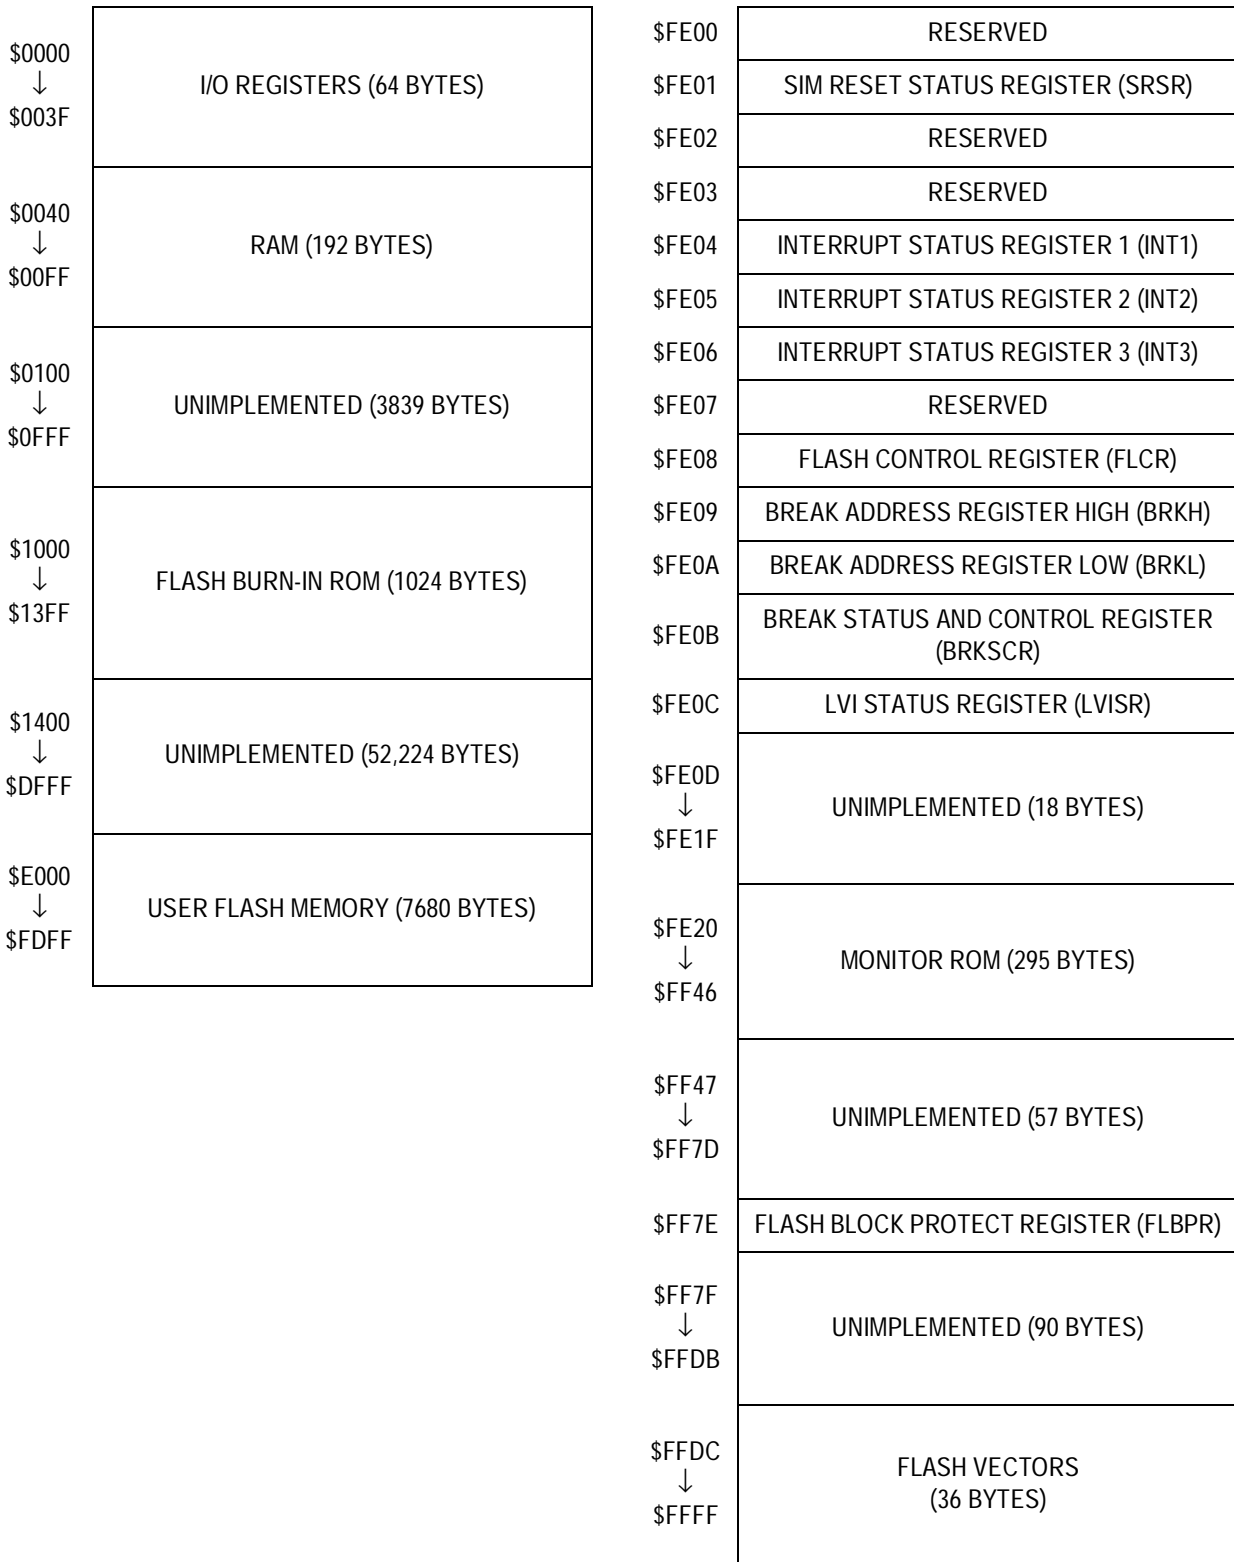 $0000
↓
$003F
I/O REGISTERS (64 BYTES)
$0040
↓
$00FF
RAM (192 BYTES)
$0100
↓
$0FFF
UNIMPLEMENTED (3839 BYTES)
$1000
↓
$13FF
FLASH BURN-IN ROM (1024 BYTES)
$1400
↓
$DFFF
UNIMPLEMENTED (52,224 BYTES)
$E000
↓
$FDFF
USER FLASH MEMORY (7680 BYTES)
$FE00 RESERVED
$FE01 SIM RESET STATUS REGISTER (SRSR)
$FE02 RESERVED
$FE03 RESERVED
$FE04 INTERRUPT STATUS REGISTER 1 (INT1)
$FE05 INTERRUPT STATUS REGISTER 2 (INT2)
$FE06 INTERRUPT STATUS REGISTER 3 (INT3)
$FE07 RESERVED
$FE08 FLASH CONTROL REGISTER (FLCR)
$FE09 BREAK ADDRESS REGISTER HIGH (BRKH)
$FE0A BREAK ADDRESS REGISTER LOW (BRKL)
$FE0B BREAK STATUS AND CONTROL REGISTER
(BRKSCR)
$FE0C LVI STATUS REGISTER (LVISR)
$FE0D
↓
$FE1F
UNIMPLEMENTED (18 BYTES)
$FE20
↓
$FF46
MONITOR ROM (295 BYTES)
$FF47
↓
$FF7D
UNIMPLEMENTED (57 BYTES)
$FF7E FLASH BLOCK PROTECT REGISTER (FLBPR)
$FF7F
↓
$FFDB
UNIMPLEMENTED (90 BYTES)
$FFDC
↓
$FFFF
FLASH VECTORS
(36 BYTES)